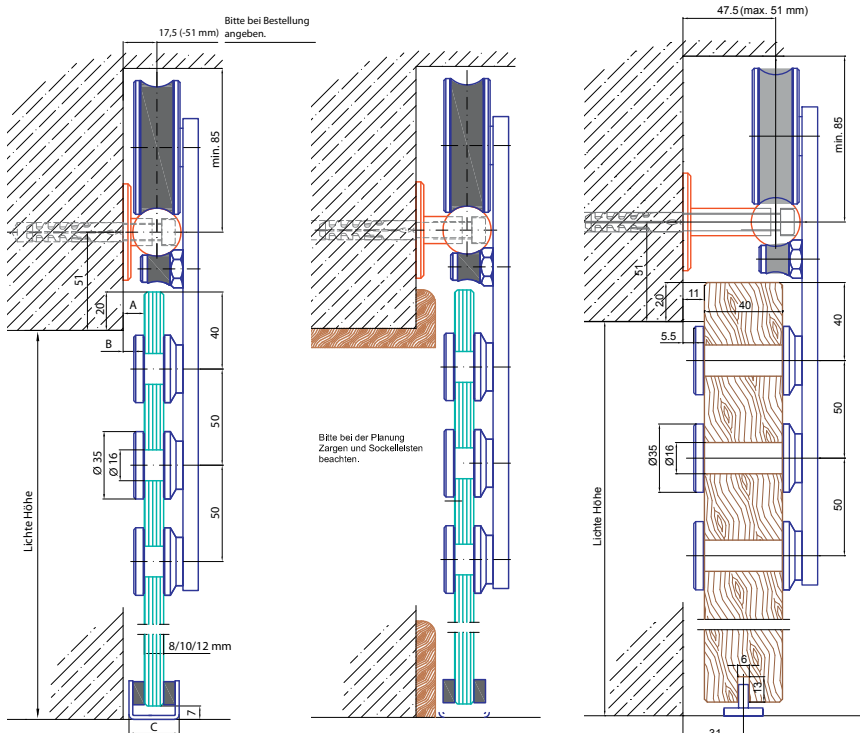 17,5 (-51 mm)
Bitte bei Bestellung
angeben.
min. 85
51
20
A
B
40
50
50
Ø 35
Ø 16
Lichte Höhe
8/10/12 mm
7
C
Bitte bei der Planung
Zargen und Sockelleisten
beachten.
47.5 (max. 51 mm)
min. 85
51
20
11
40
5.5
40
50
50
Ø35
Ø16
Lichte Höhe
6
13
31